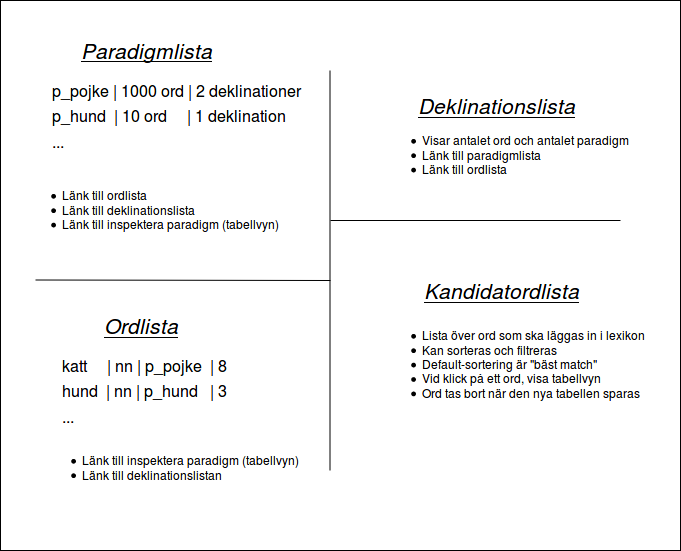 Paradigmlista
p_pojke | 1000 ord | 2 deklinationer
p_hund | 10 ord | 1 deklination
...
• Länk till ordlista
• Länk till deklinationslista
• Länk till inspektera paradigm (tabellvyn)
Deklinationslista
• Visar antalet ord och antalet paradigm
• Länk till paradigmlista
• Länk till ordlista
Ordlista
katt | nn | p_pojke | 8
hund | nn | p_hund | 3
...
• Länk till inspektera paradigm (tabellvyn)
• Länk till deklinationslistan
Kandidatordlista
• Lista över ord som ska läggas in i lexikon
• Kan sorteras och filtreras
• Default-sortering är "bäst match"
• Vid klick på ett ord, visa tabellvyn
• Ord tas bort när den nya tabellen sparas